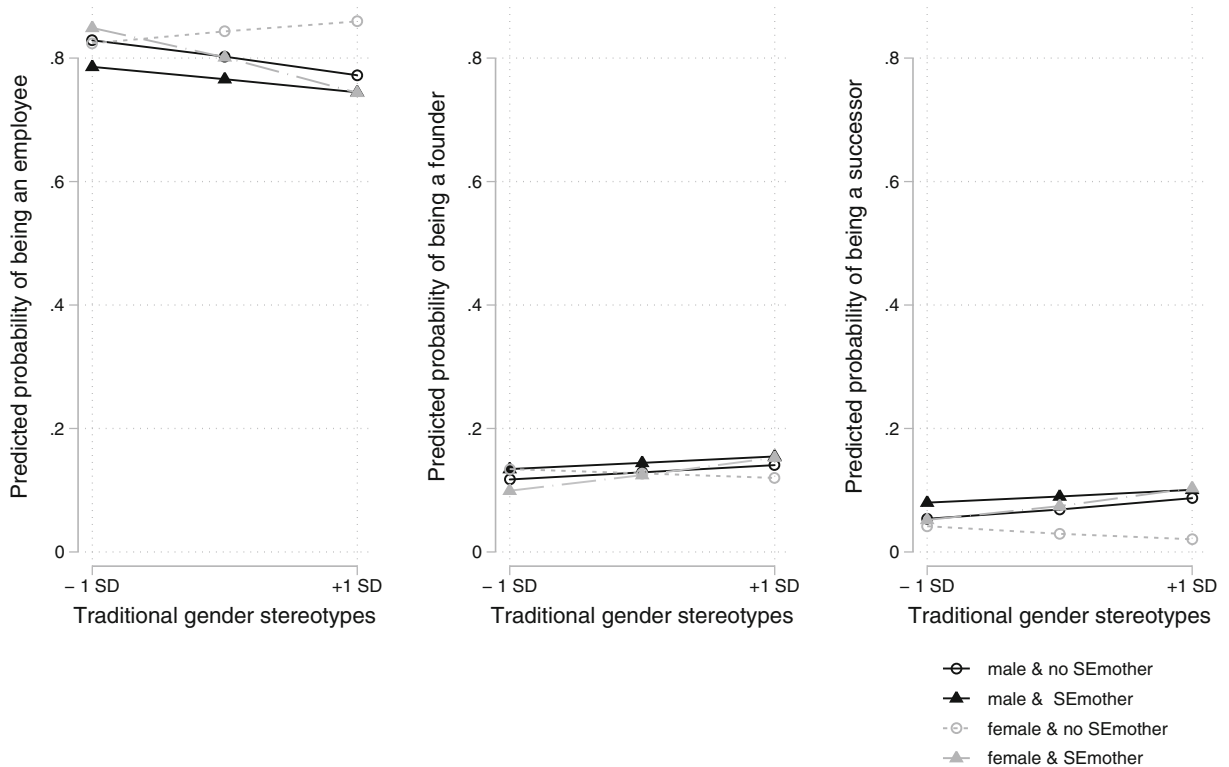 Predicted probability of being an employee
.8
.6
.4
.2
0
– 1 SD
+1 SD
Traditional gender stereotypes
Predicted probability of being a founder
.8
.6
.4
.2
0
– 1 SD
+1 SD
Traditional gender stereotypes
Predicted probability of being a successor
.8
.6
.4
.2
0
– 1 SD
+1 SD
Traditional gender stereotypes
male & no SEmother
male & SEmother
female & no SEmother
female & SEmother